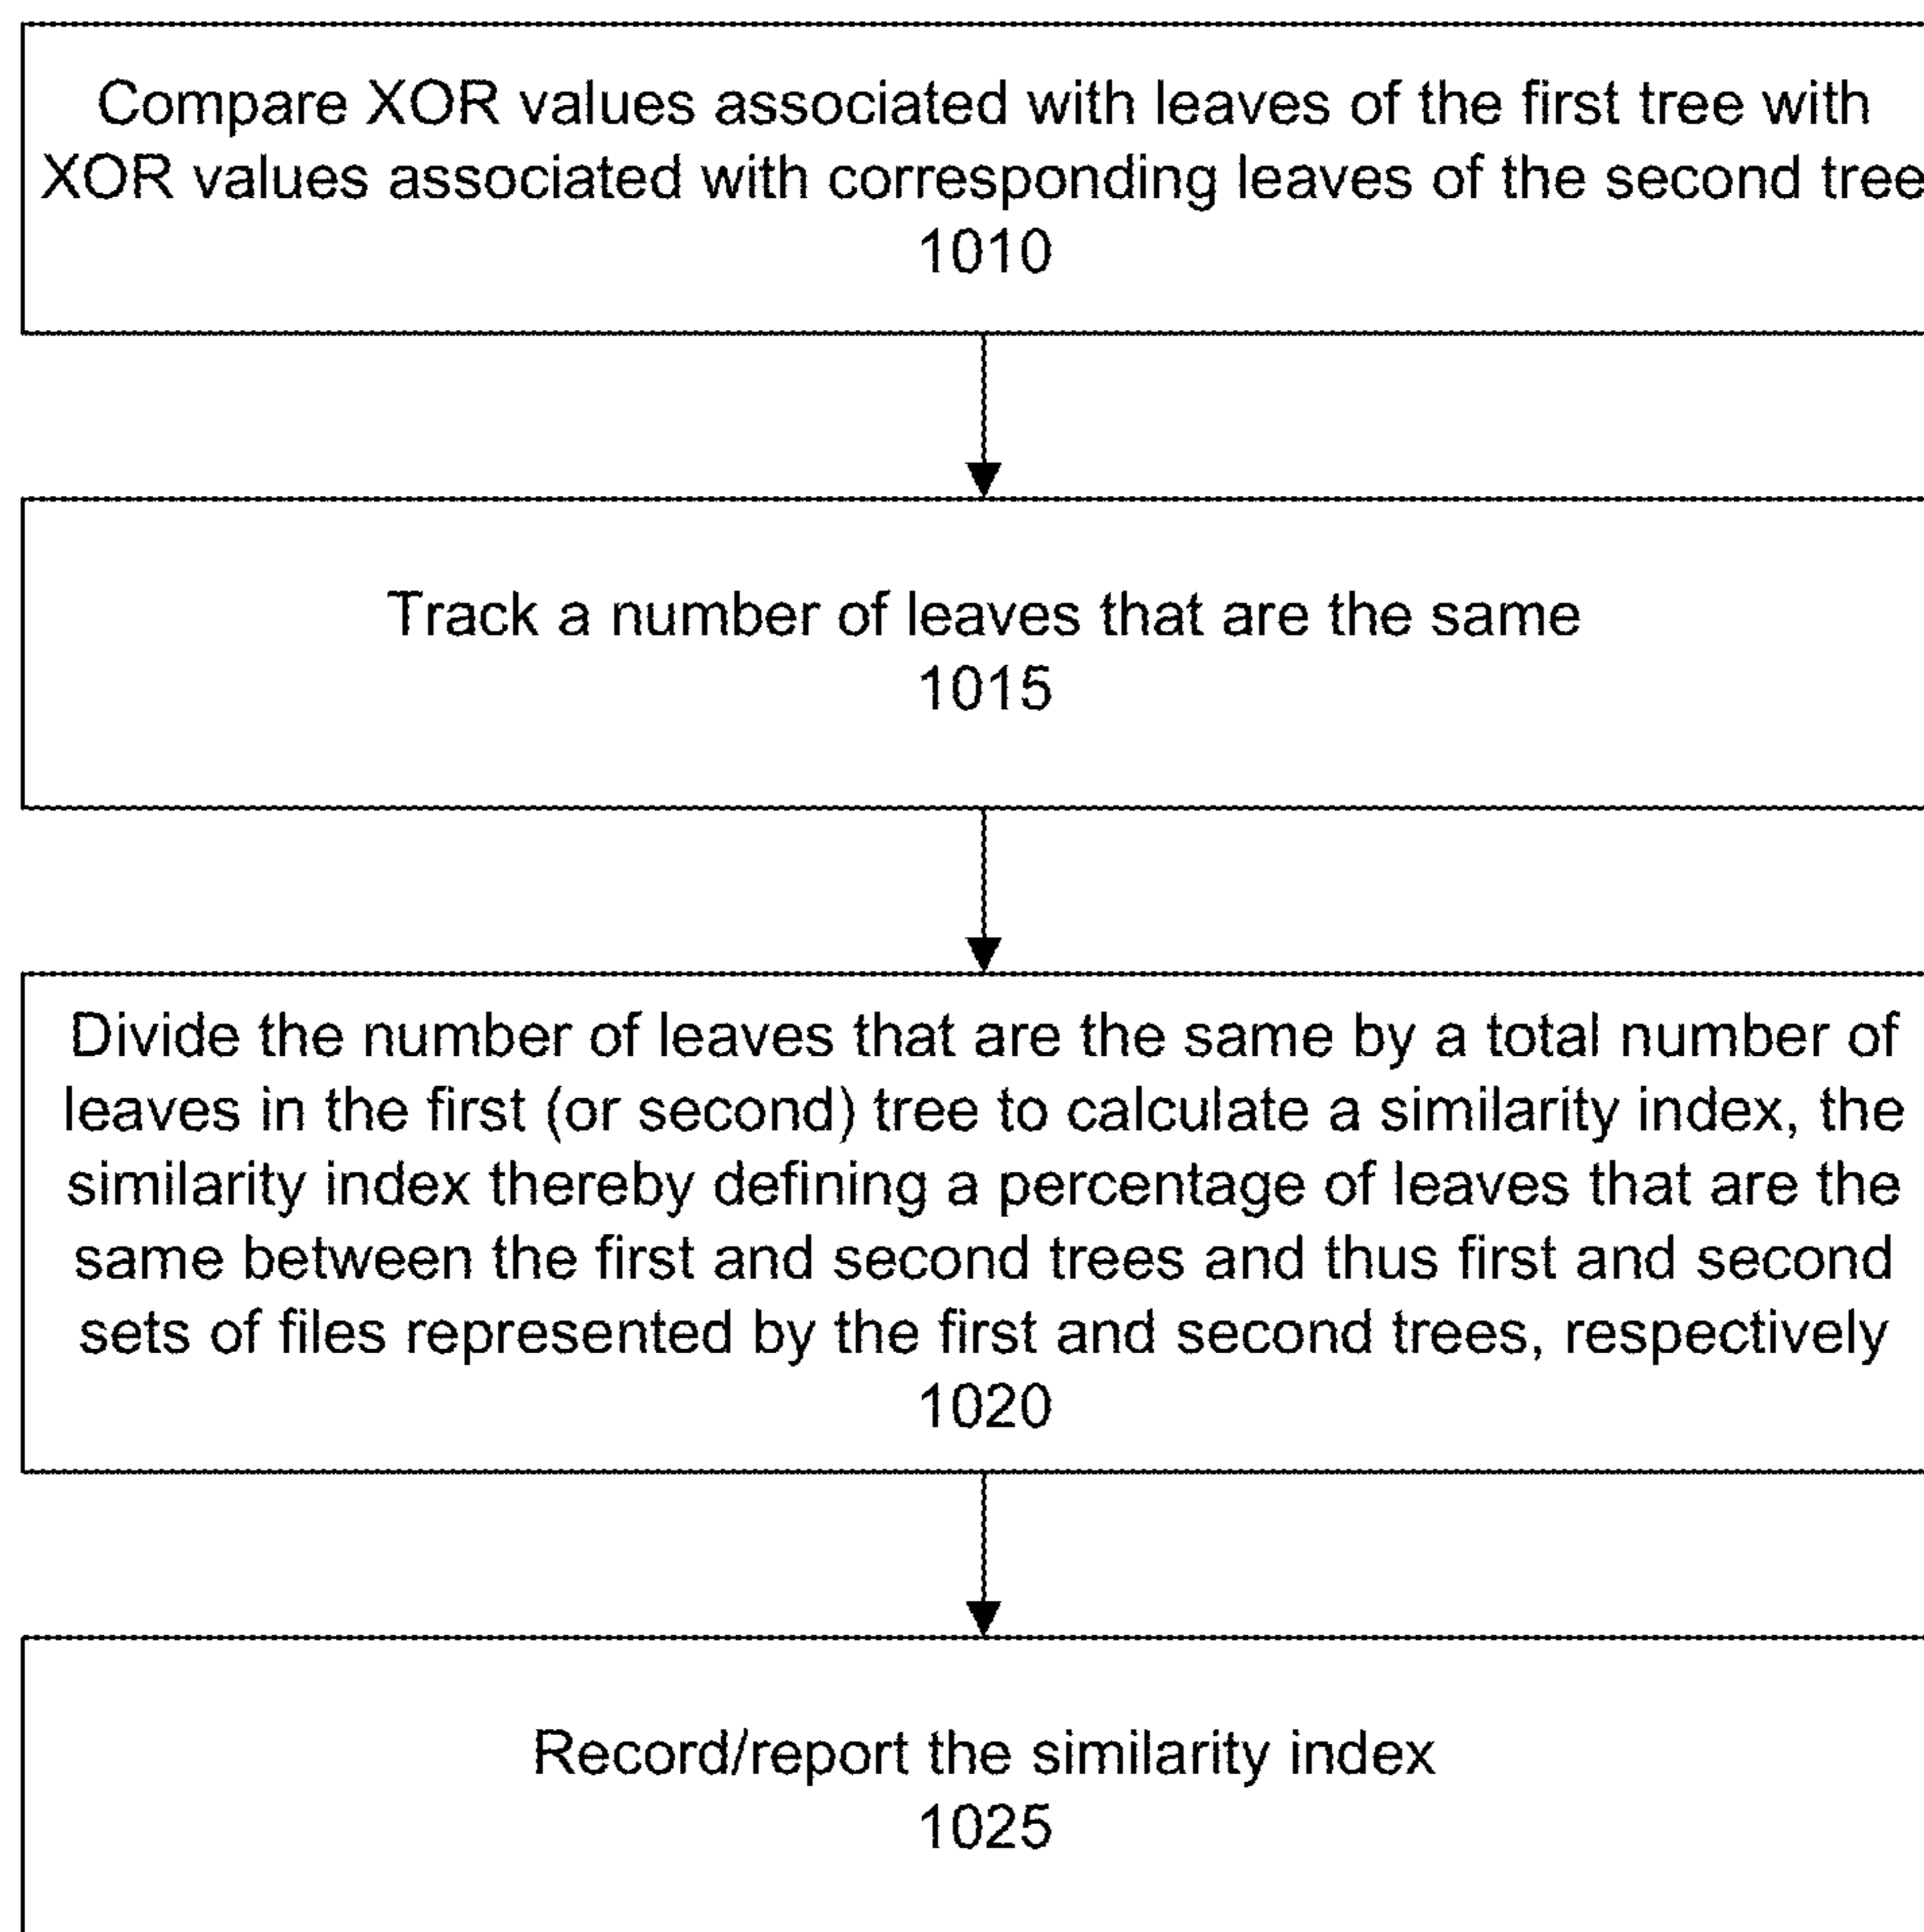 Compare XOR values associated with leaves of the first tree with
XOR values associated with corresponding leaves of the second tree
1010
Track a number of leaves that are the same
1015
Divide the number of leaves that are the same by a total number of
leaves in the first (or second) tree to calculate a similarity index, the
similarity index thereby defining a percentage of leaves that are the
same between the first and second trees and thus first and second
sets of files represented by the first and second trees, respectively
1020
Record/report the similarity index
1025